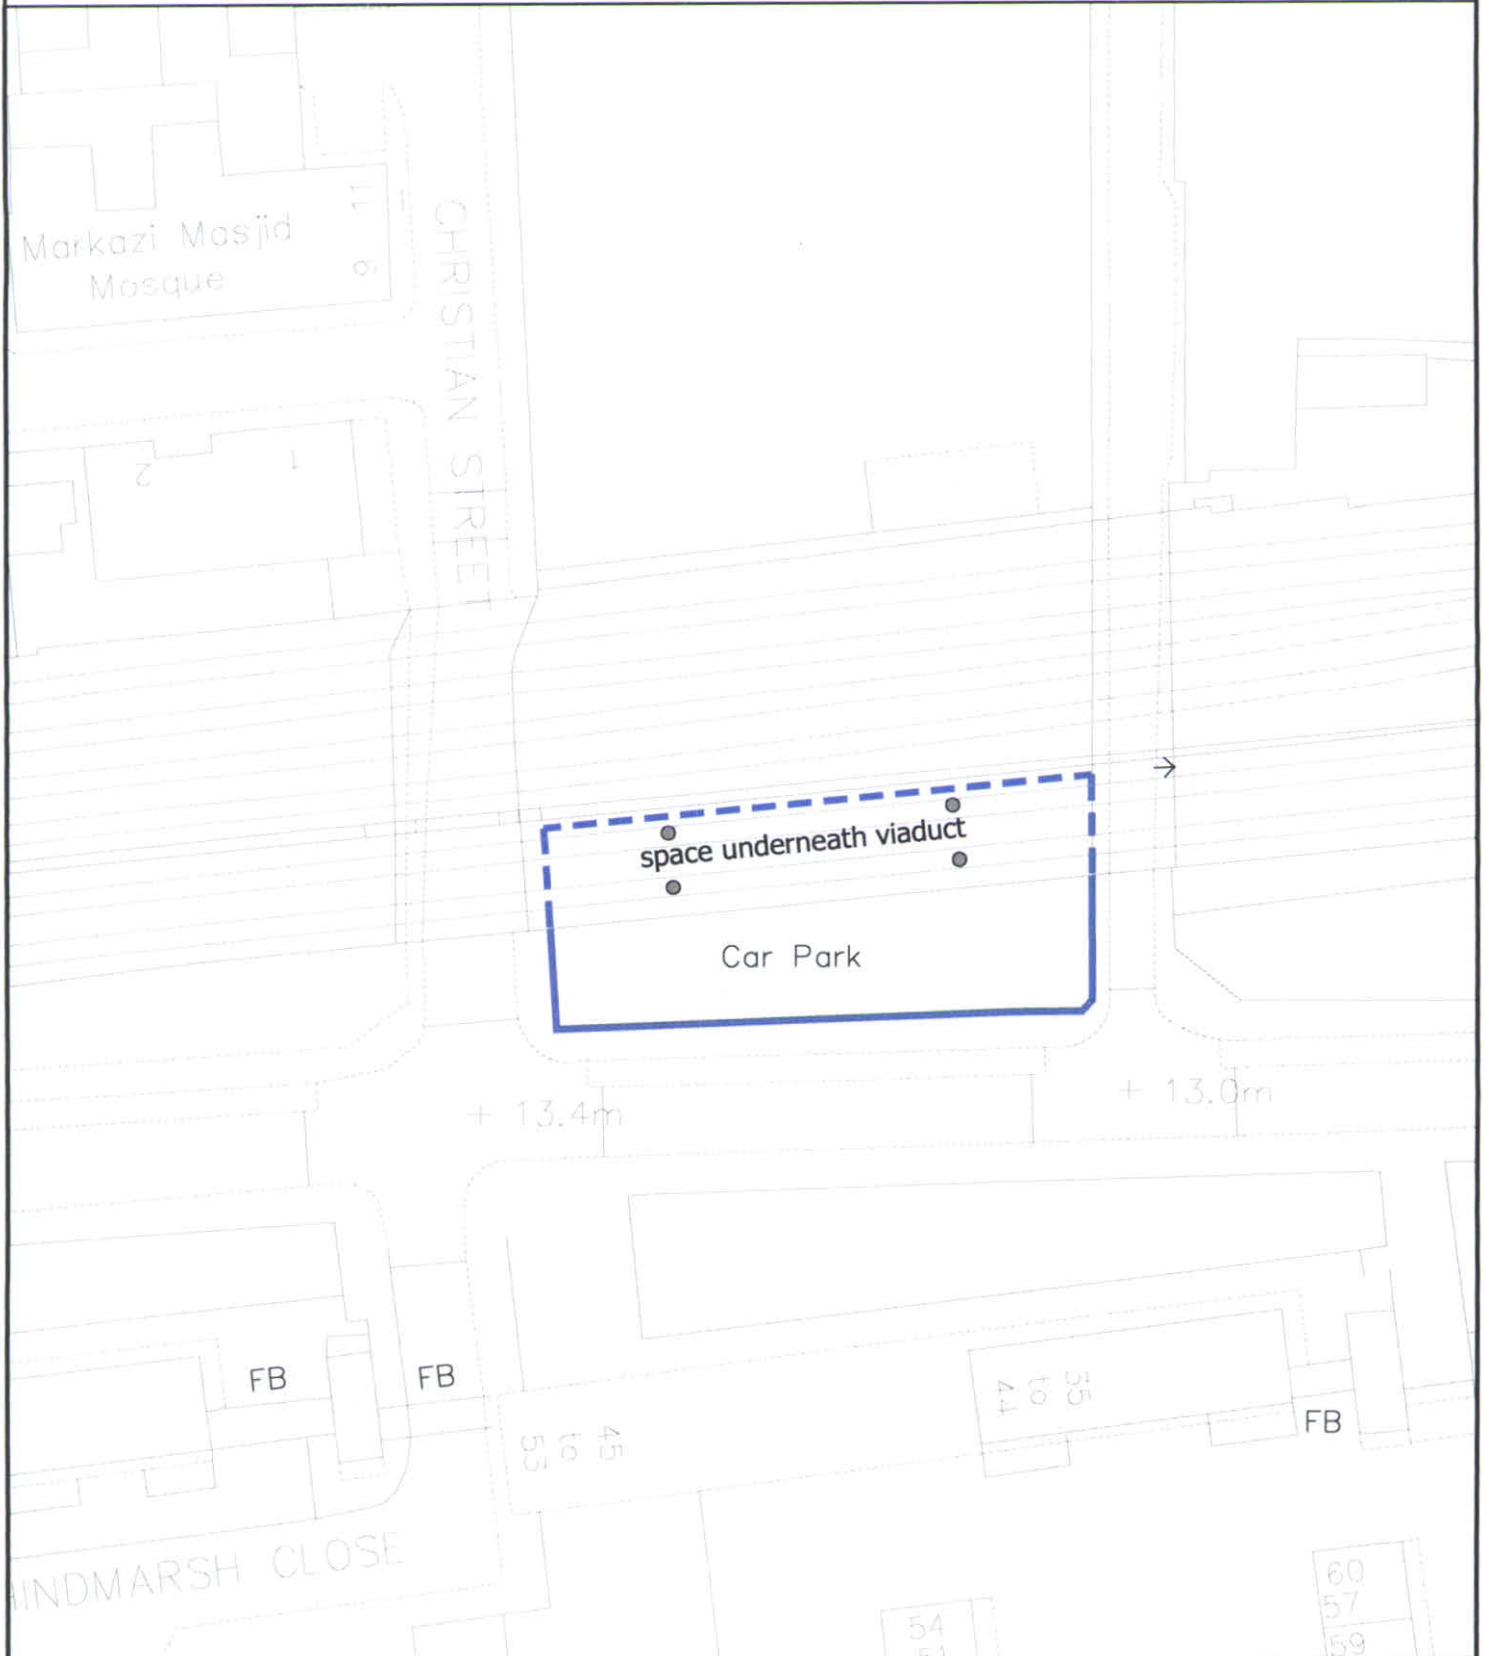 11
Markazi Masjid
6
Mosque
CHRISTIAN STREET
2
1
space underneath viaduct
Car Park
+ 13.4m
+ 13.0m
FB
FB
35
to
44
FB
45
to
53
HINDMARSH CLOSE
60
57
59
54
51